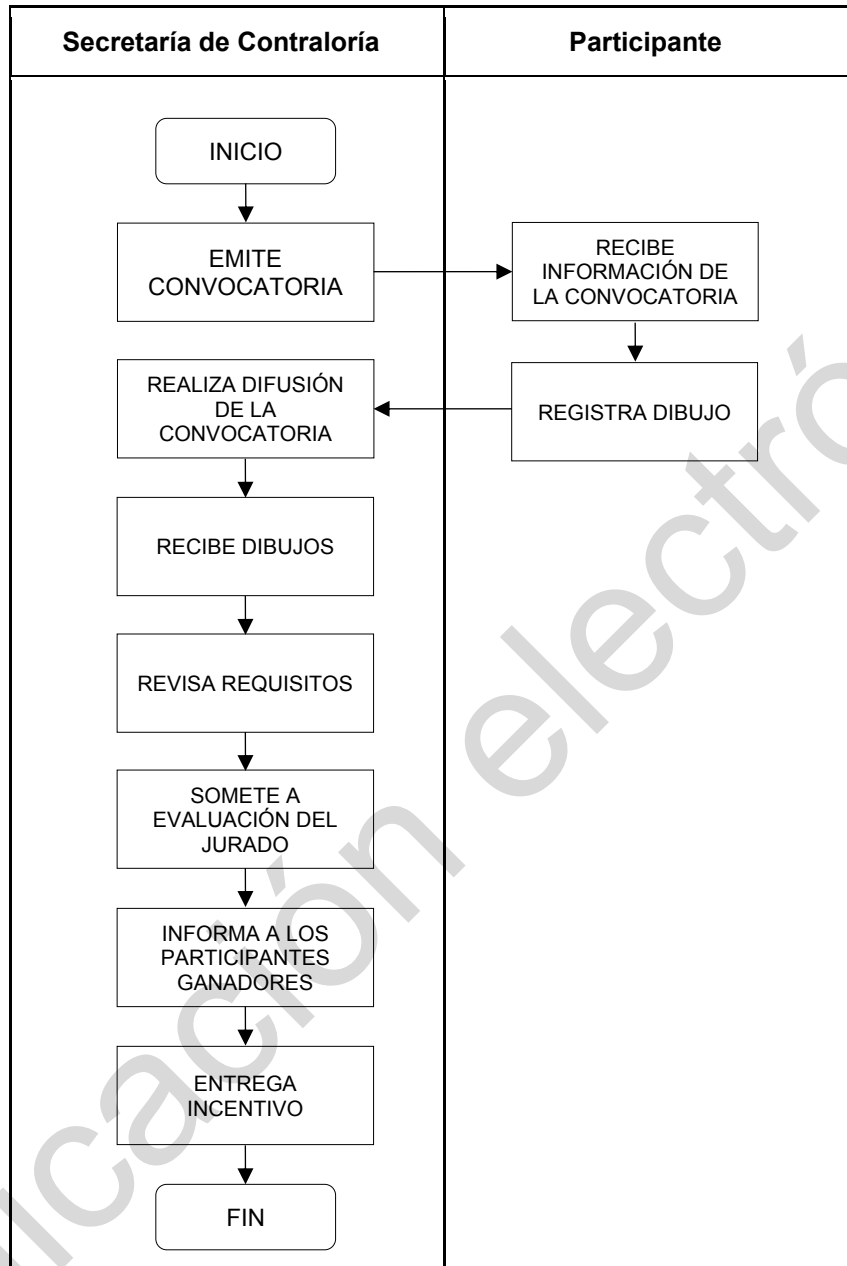 Secretaría de Contraloría
Participante
INICIO
EMITE
CONVOCATORIA
RECIBE
INFORMACIÓN DE
LA CONVOCATORIA
REALIZA DIFUSIÓN
DE LA
CONVOCATORIA
REGISTRA DIBUJO
RECIBE DIBUJOS
REVISA REQUISITOS
SOMETE A
EVALUACIÓN DEL
JURADO
INFORMA A LOS
PARTICIPANTES
GANADORES
ENTREGA
INCENTIVO
FIN